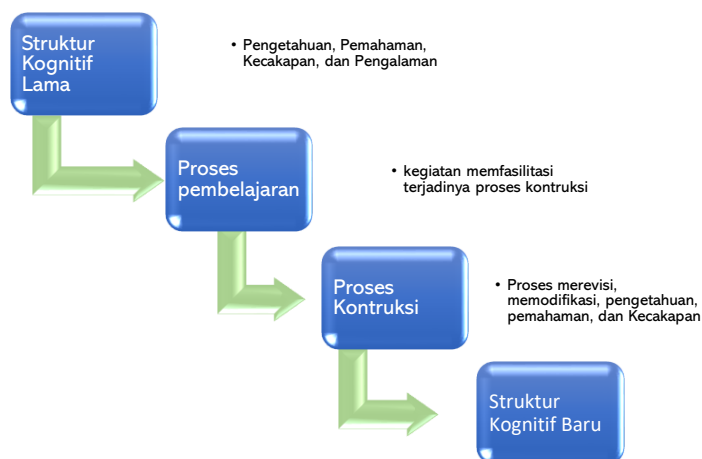 Struktur
Kognitif
Lama
• Pengetahuan, Pemahaman,
Kecakapan, dan Pengalaman
Proses
pembelajaran
• kegiatan memfasilitasi
terjadinya proses kontruksi
Proses
Kontruksi
• Proses merevisi,
memodifikasi, pengetahuan,
pemahaman, dan Kecakapan
Struktur
Kognitif Baru